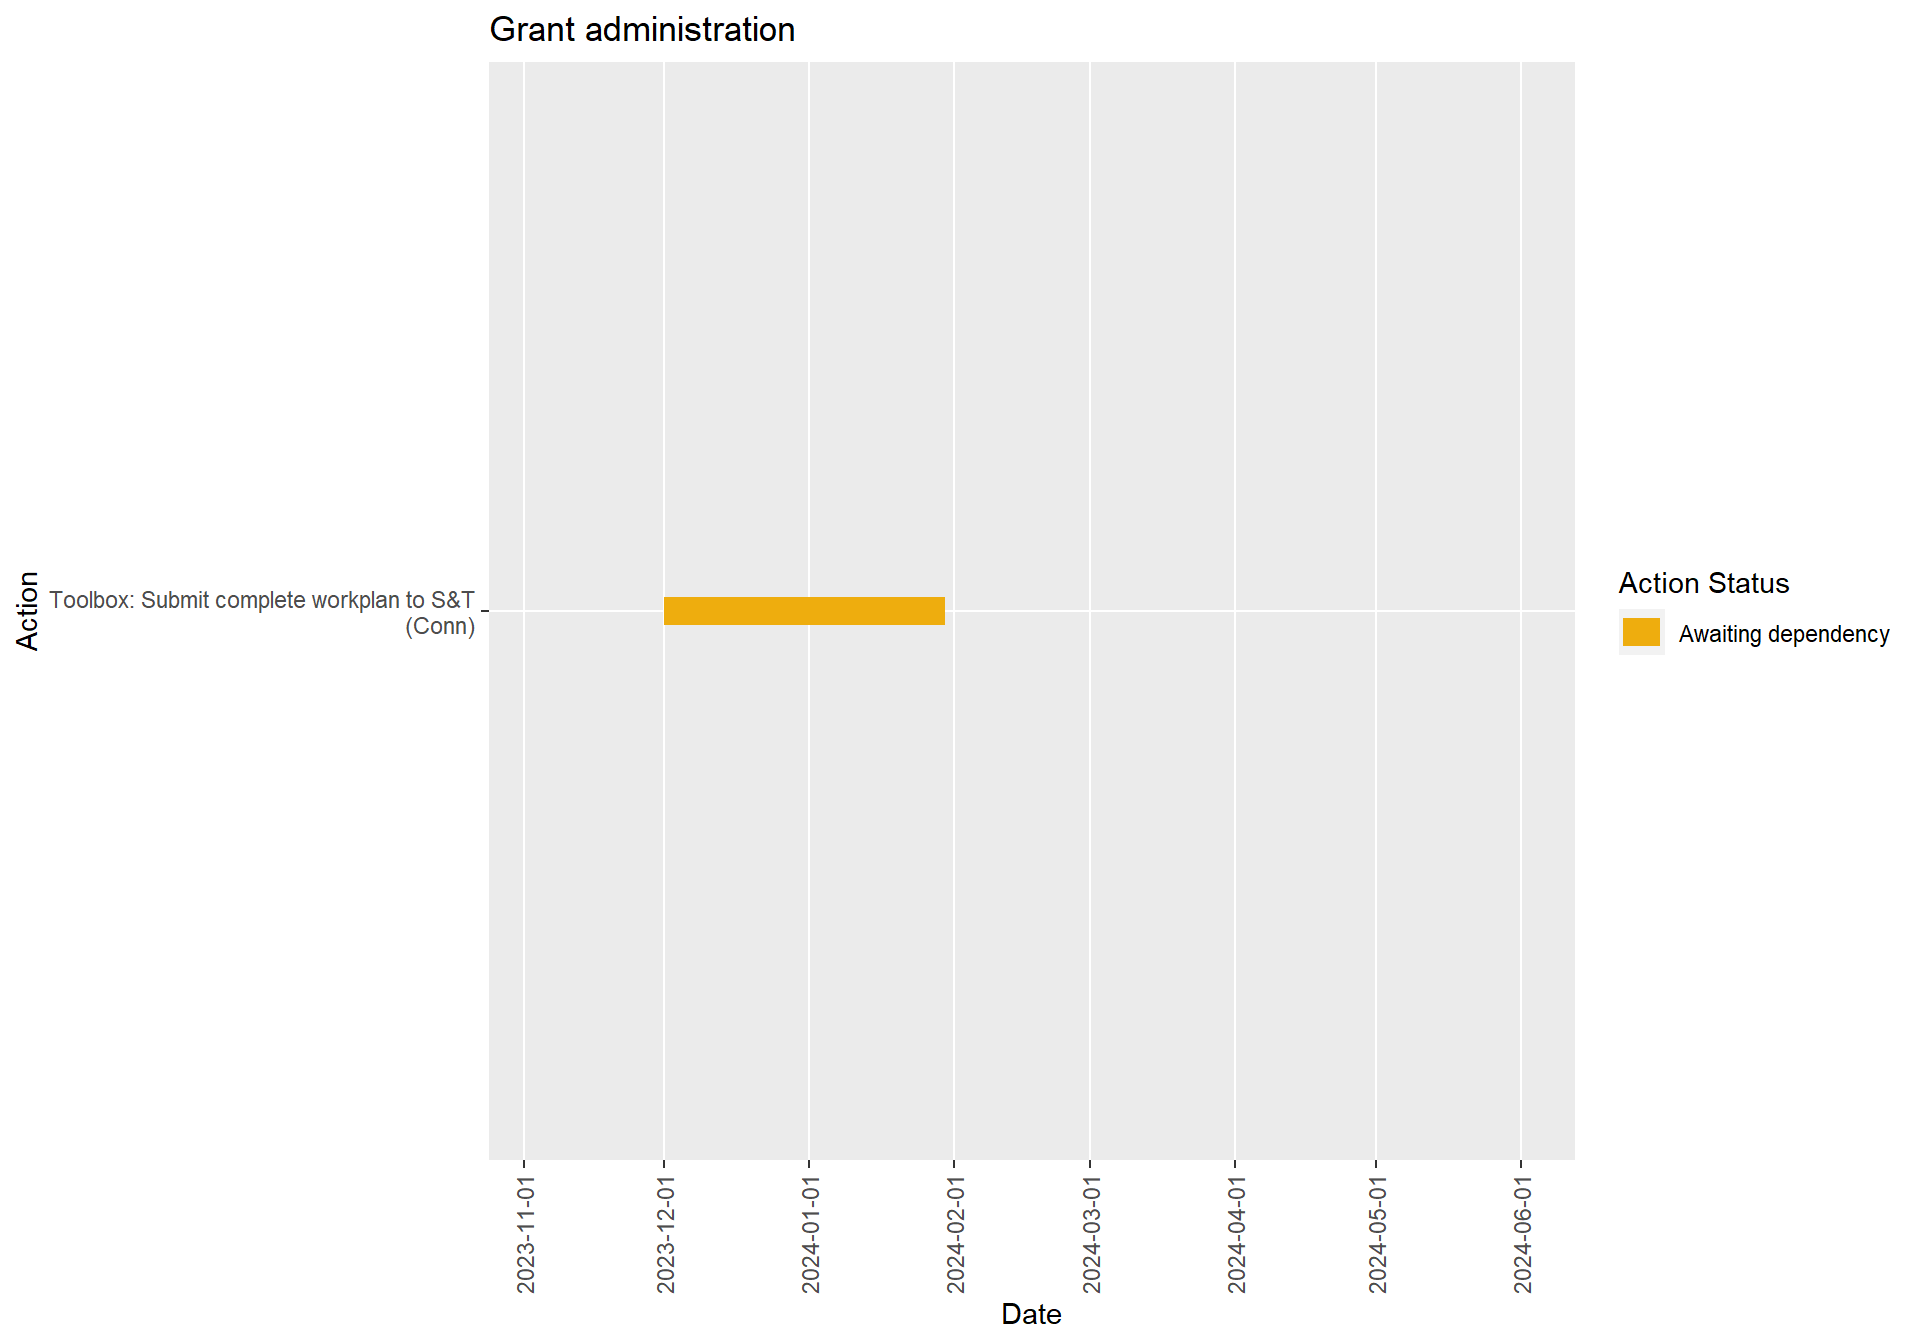 Grant administration
Action
Toolbox: Submit complete workplan to S&T
(Conn)
Action Status
Awaiting dependency
2023-11-01
2023-12-01
2024-01-01
2024-02-01
2024-03-01
2024-04-01
2024-05-01
2024-06-01
Date